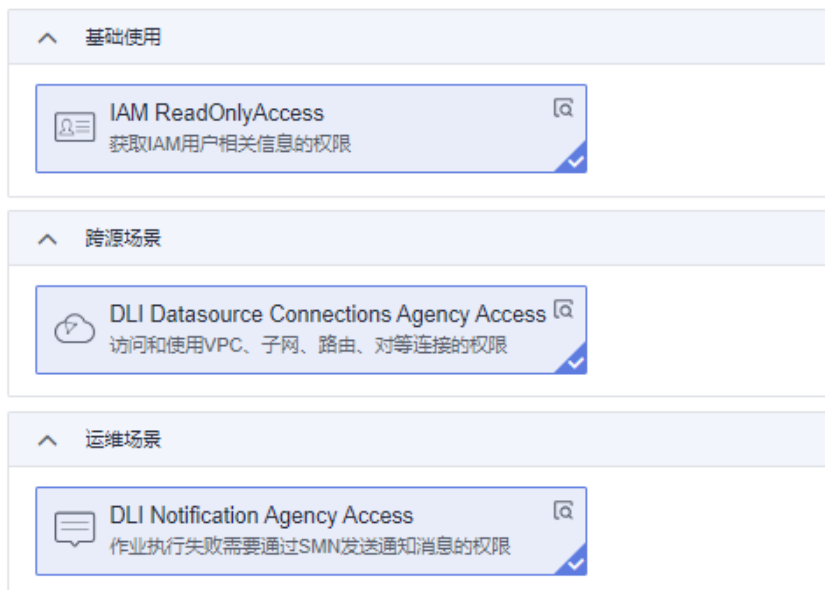 基础使用
IAM ReadOnlyAccess
获取IAM用户相关信息的权限
跨源场景
DLI Datasource Connections Agency Access
访问和使用VPC、子网、路由、对等连接的权限
运维场景
DLI Notification Agency Access
作业执行失败需要通过SMN发送通知消息的权限